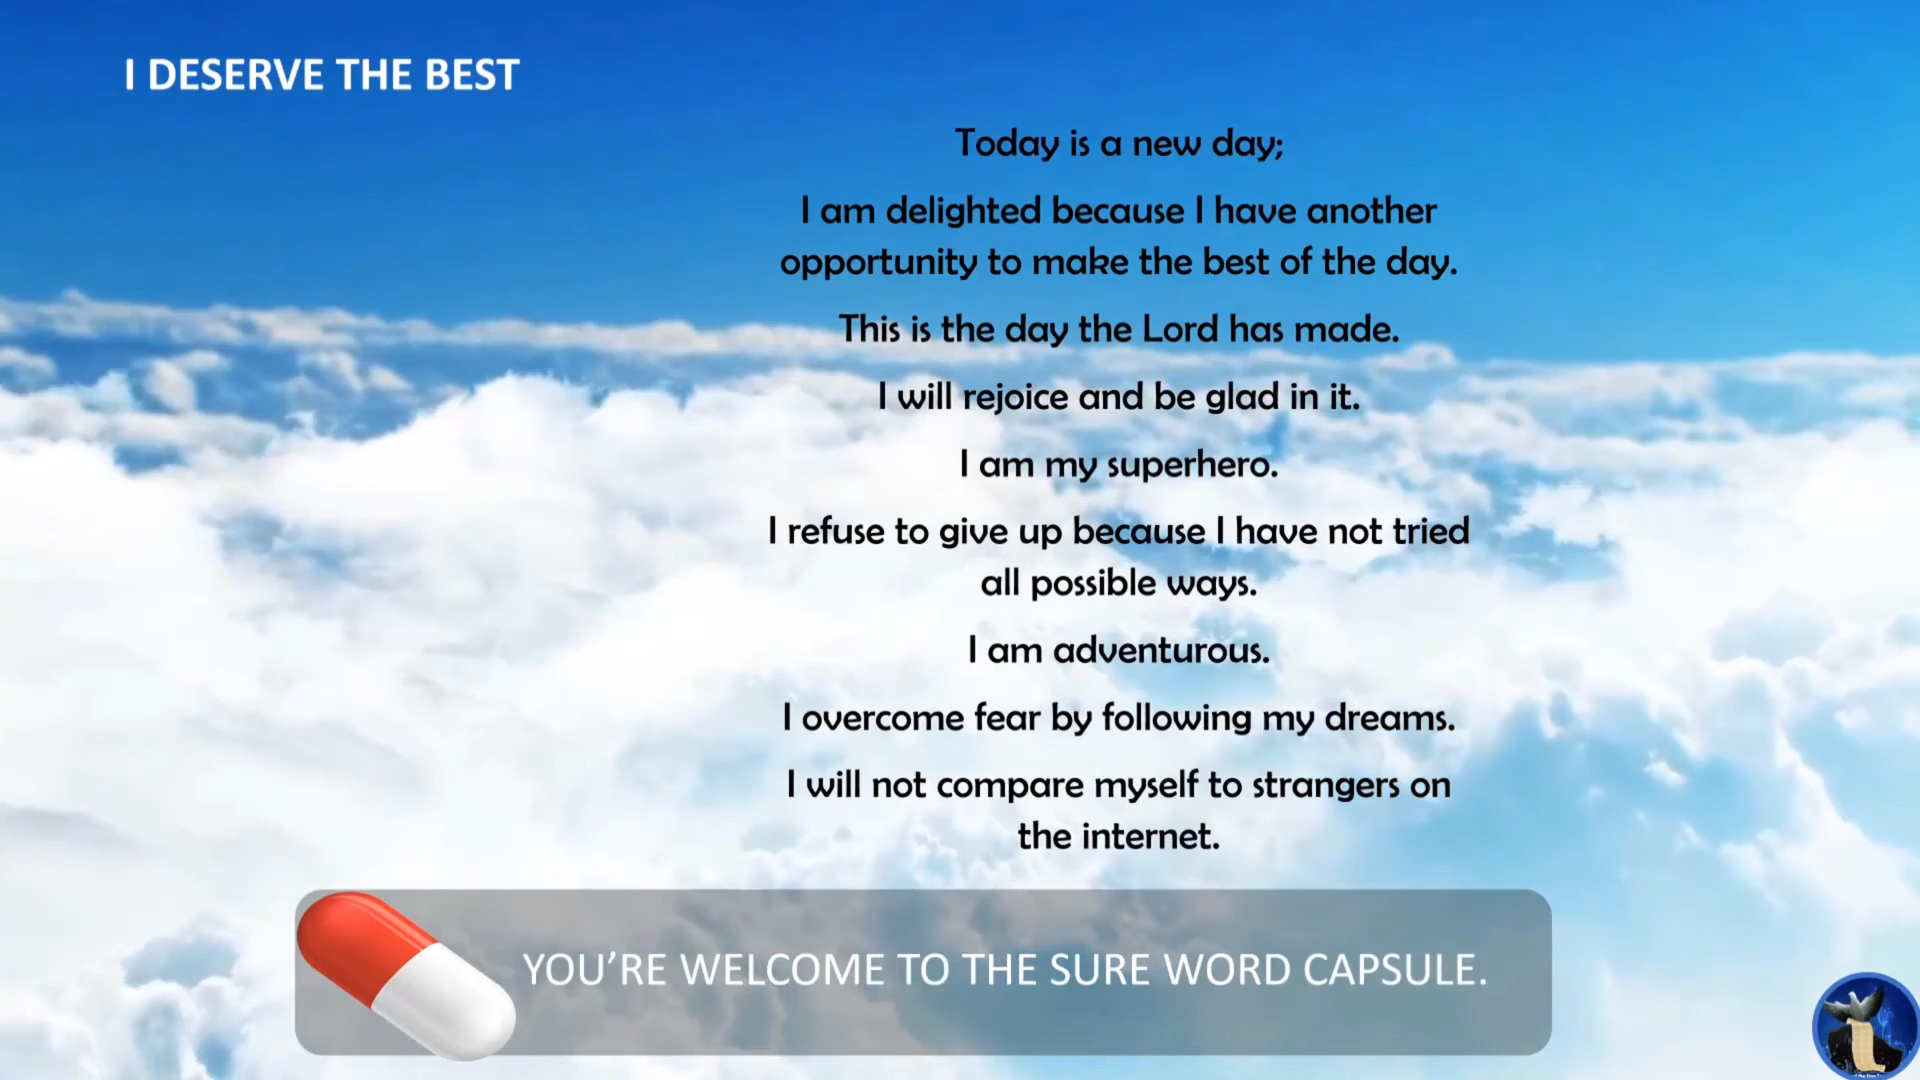 I DESERVE THE BEST
Today is a new day;
I am delighted because I have another
opportunity to make the best of the day.
This is the day the Lord has made.
I will rejoice and be glad in it.
I am my superhero.
I refuse to give up because I have not tried
all possible ways.
I am adventurous.
I overcome fear by following my dreams.
I will not compare myself to strangers on
the internet.
YOU’RE WELCOME TO THE SURE WORD CAPSULE.